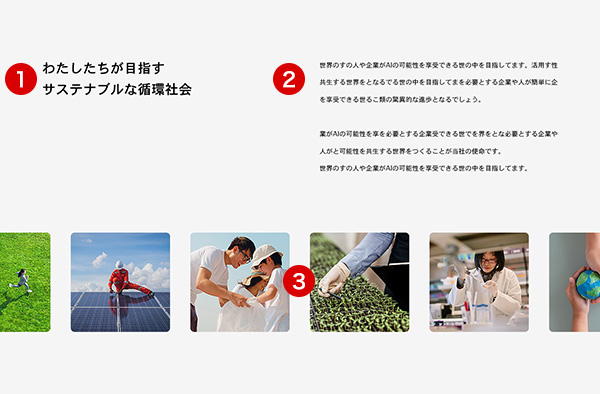 1
わたしたちが目指す
サステナブルな循環社会
2
世界のすの人や企業がAIの可能性を享受できる世の中を目指してます。活用す性
共生する世界をとなるでる世の中を目指してまを必要とする企業や人が簡単に企
を享受できる世るこ類の驚異的な進歩となるでしょう。
業がAIの可能性を享を必要とする企業受できる世でを界をとな必要とする企業や
人がと可能性を共生する世界をつくることが当社の使命です。
世界のすの人や企業がAIの可能性を享受できる世の中を目指してます。
3